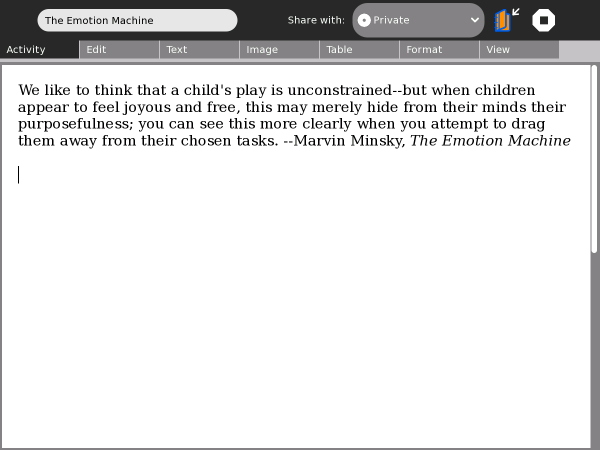 The Emotion Machine
Share with:
Private
Activity
Edit
Text
Image
Table
Format
View
We like to think that a child's play is unconstrained--but when children
appear to feel joyous and free, this may merely hide from their minds their
purposefulness; you can see this more clearly when you attempt to drag
them away from their chosen tasks. --Marvin Minsky, The Emotion Machine